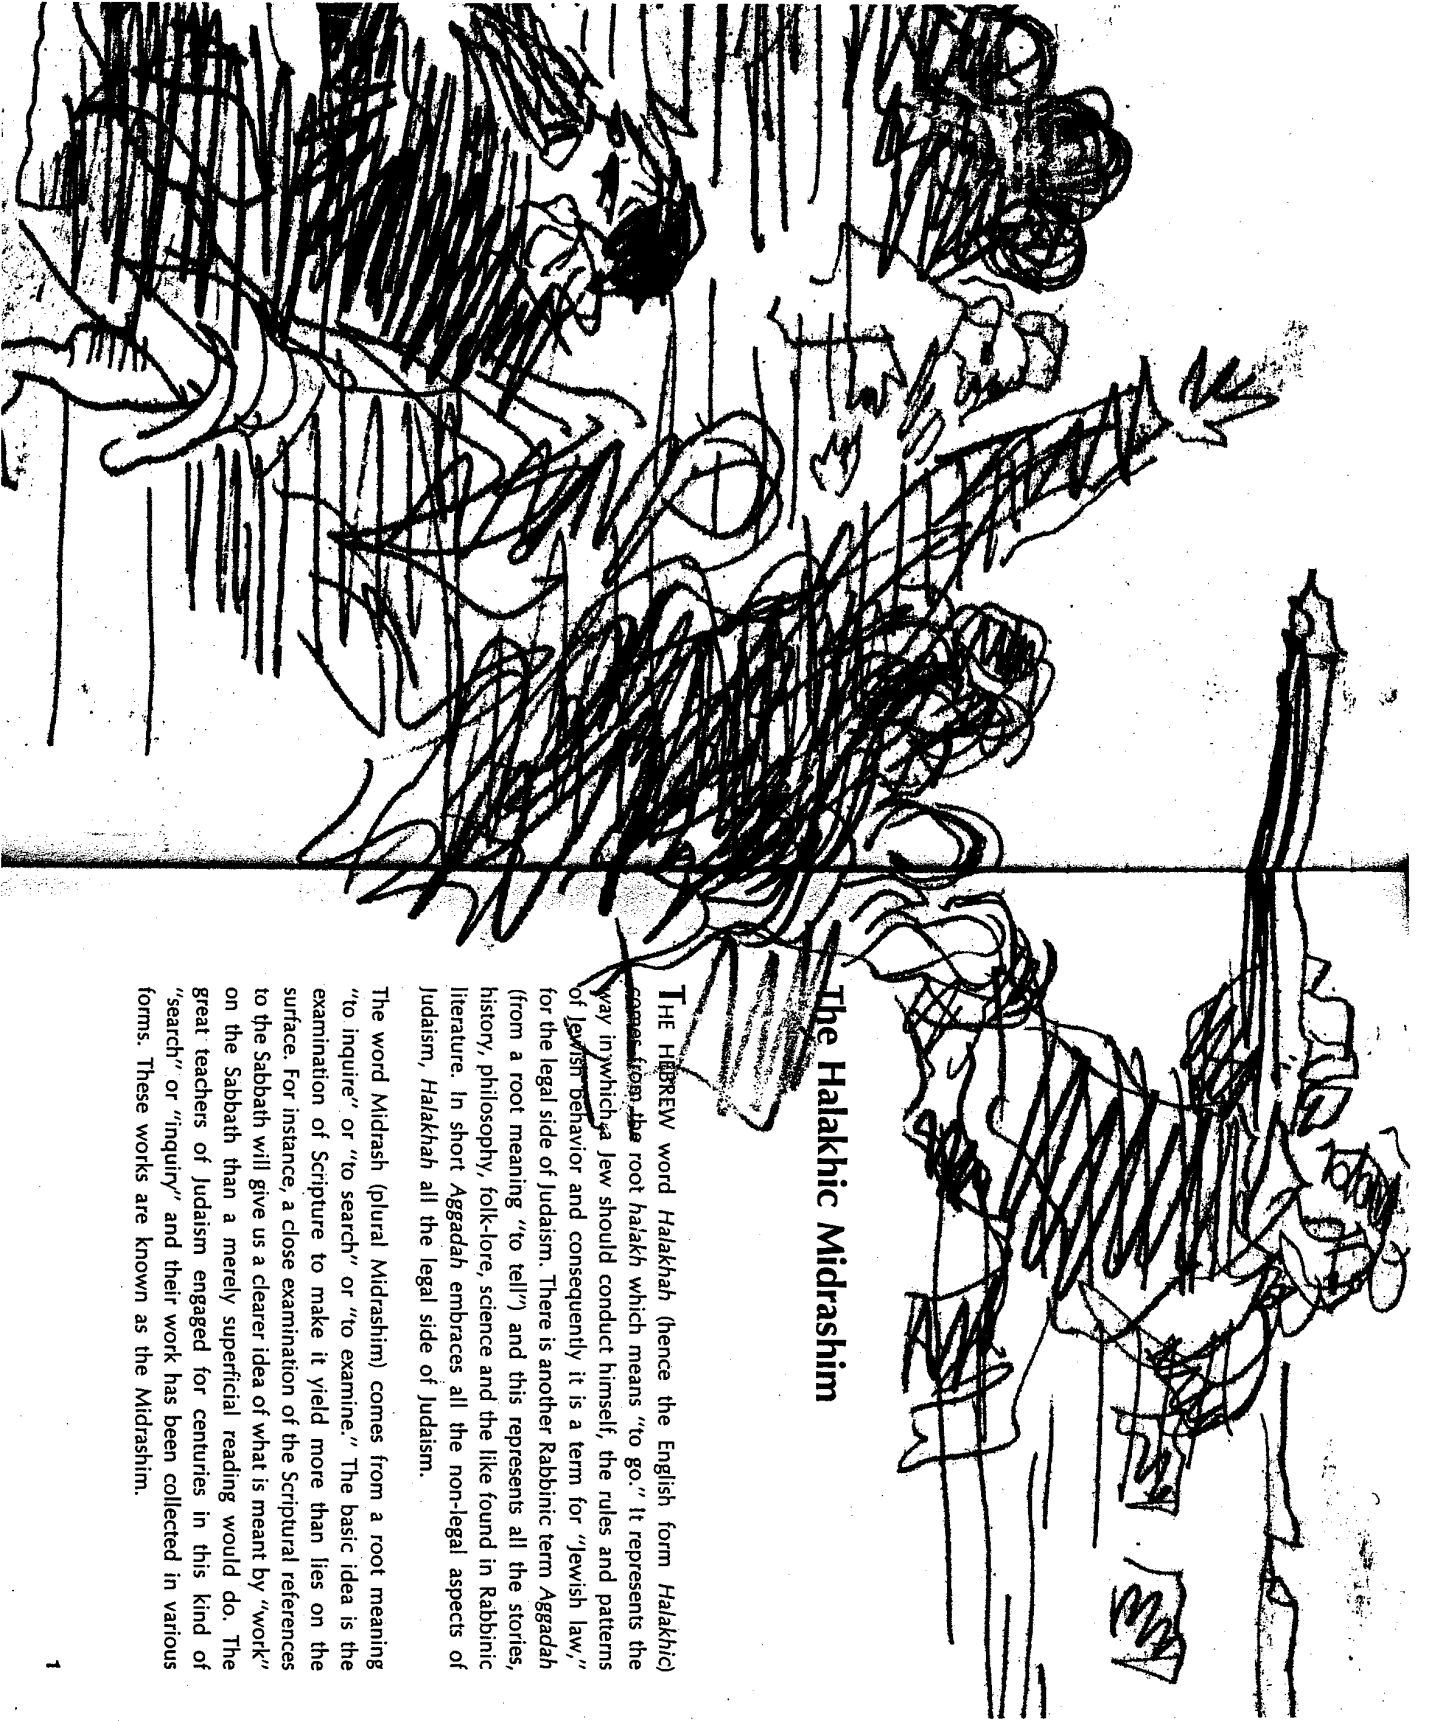 The Halakhic Midrashim
THE HEBREW word Halakhah (hence the English form Halakhic)
comes from the root halakh which means "to go." It represents the
way in which a Jew should conduct himself, the rules and patterns
of Jewish behavior and consequently it is a term for "Jewish law,"
for the legal side of Judaism. There is another Rabbinic term Aggadah
(from a root meaning "to tell") and this represents all the stories,
history, philosophy, folk-lore, science and the like found in Rabbinic
literature. In short Aggadah embraces all the non-legal aspects of
Judaism, Halakhah all the legal side of Judaism.
The word Midrash (plural Midrashim) comes from a root meaning
"to inquire" or "to search" or "to examine." The basic idea is the
examination of Scripture to make it yield more than lies on the
surface. For instance, a close examination of the Scriptural references
to the Sabbath will give us a clearer idea of what is meant by "work"
on the Sabbath than a merely superficial reading would do. The
great teachers of Judaism engaged for centuries in this kind of
"search" or "inquiry" and their work has been collected in various
forms. These works are known as the Midrashim.
1